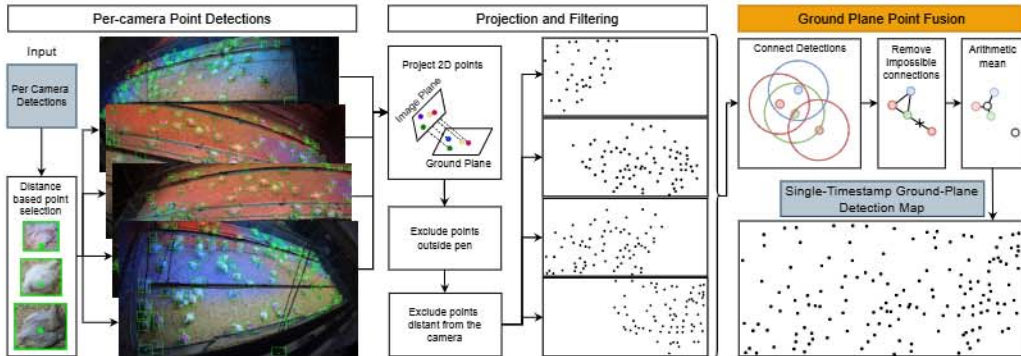 Per-camera Point Detections
Input
Per Camera
Detections
Distance
based point
selection
Projection and Filtering
Project 2D points
Image Plane
Ground Plane
Exclude points
outside pen
Exclude points
distant from the
camera
Ground Plane Point Fusion
Connect Detections
Remove
impossible
connections
Arithmetic
mean
Single-Timestamp Ground-Plane
Detection Map